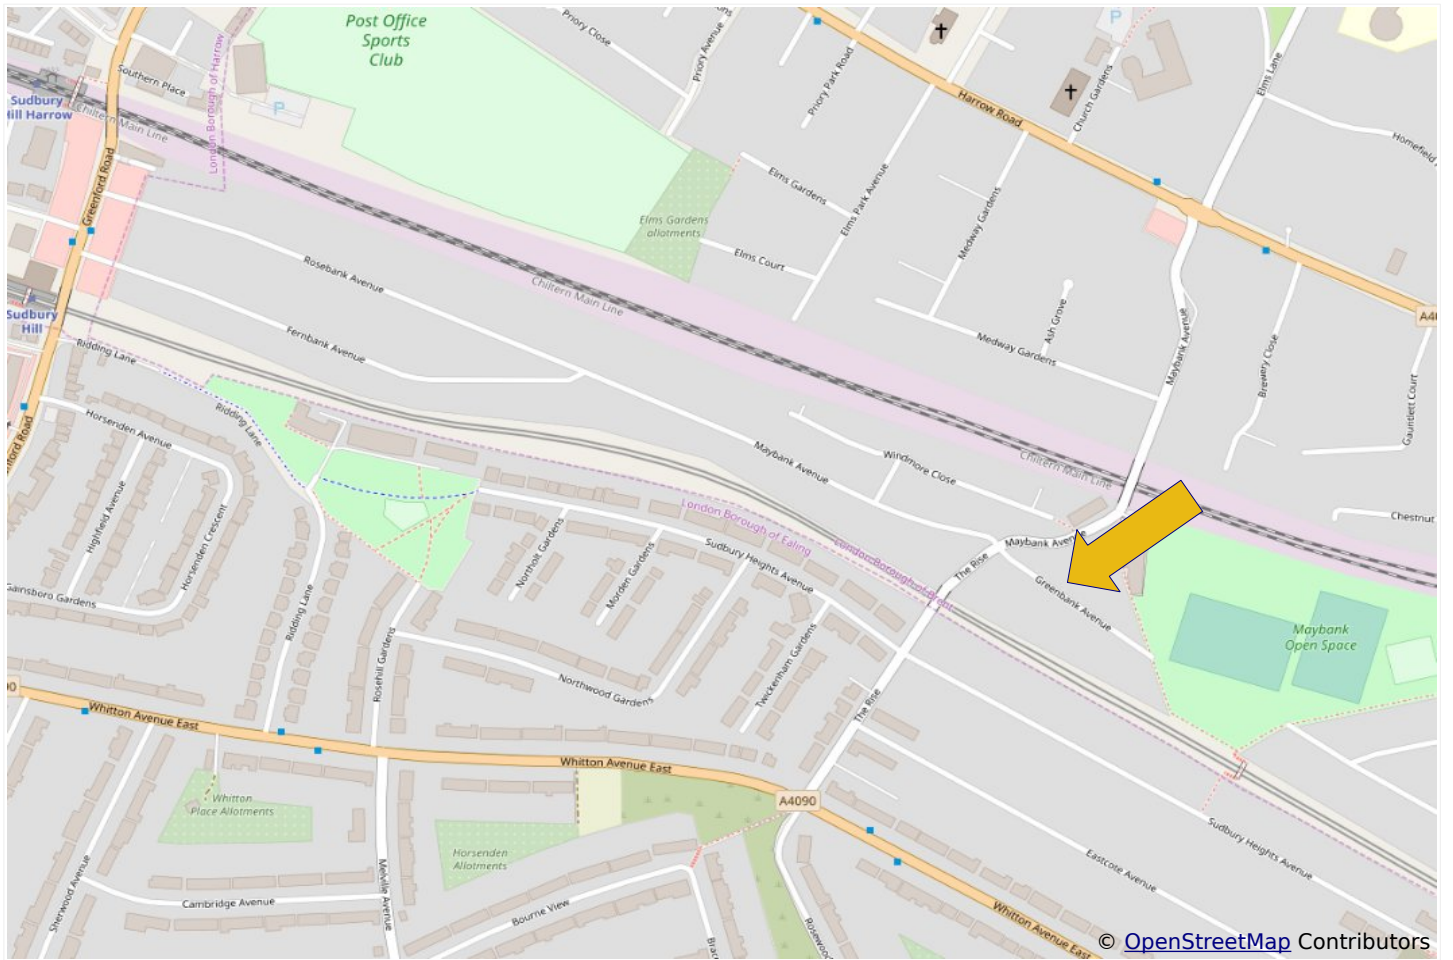 Post Office
Sports
Club
Priory Close
Priory Avenue
Priory Park Road
Harrow Road
Church Gardens
Elms Lane
Homefield
P
P
Southern Place
London Borough of Harrow
Sudbury
Hill Harrow
Chiltern Main Line
Greenford Road
Elms Gardens
Elms Park Avenue
Medway Gardens
Elms Gardens
allotments
Elms Court
Rosebank Avenue
Chiltern Main Line
Sudbury
Hill
Ridding Lane
Fernbank Avenue
Ash Grove
Medway Gardens
Maybank Avenue
Brewery Close
Gauntlett Court
Horsenden Avenue
Ridding Lane
Highfield Avenue
Horsenden Crescent
Maybank Avenue
Windmore Close
Chiltern Main Line
Chestnut
London Borough of Ealing
London Borough of Brent
Northolt Gardens
Morden Gardens
Sudbury Heights Avenue
The Rise
Maybank Avenue
Greenbank Avenue
Gainsboro Gardens
Ridding Lane
Rosehill Gardens
Northwood Gardens
Twickenham Gardens
The Rise
Maybank
Open Space
Whitton Avenue East
Whitton Avenue East
A4090
Whitton
Place Allotments
Horsenden
Allotments
Sherwood Avenue
Cambridge Avenue
Melville Avenue
Bourne View
Sudbury Heights Avenue
Eastcote Avenue
Whitton Avenue East
© OpenStreetMap Contributors